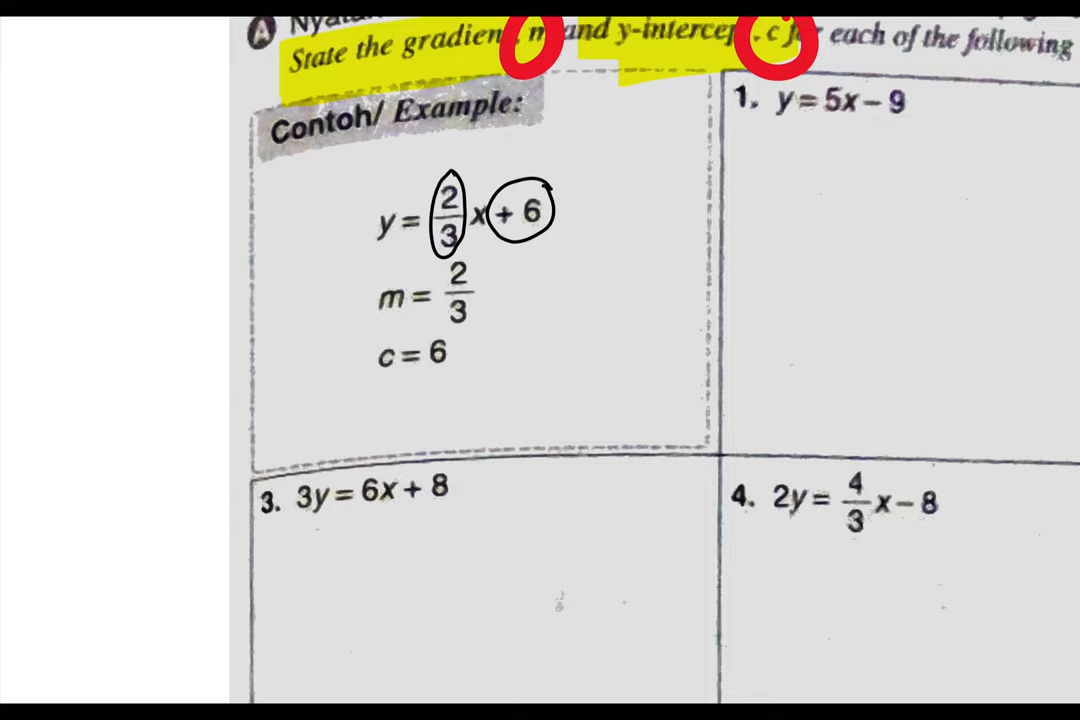 A
State the gradient, m and y-intercept, c for each of the following
Contoh/ Example:
y = 2/3 x + 6
m = 2/3
c = 6
1. y = 5x – 9
3. 3y = 6x + 8
4. 2y = 4/3 x – 8